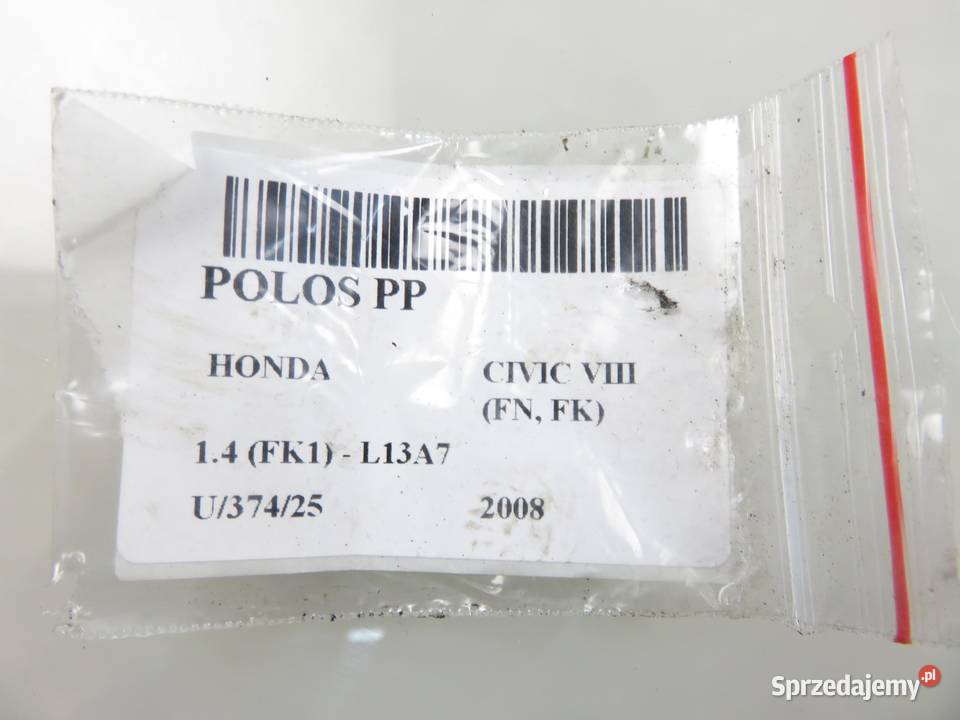 POLOS PP
HONDA CIVIC VIII
(FN, FK)
1.4 (FK1) - L13A7
U/374/25 2008
Sprzedajemy.pl